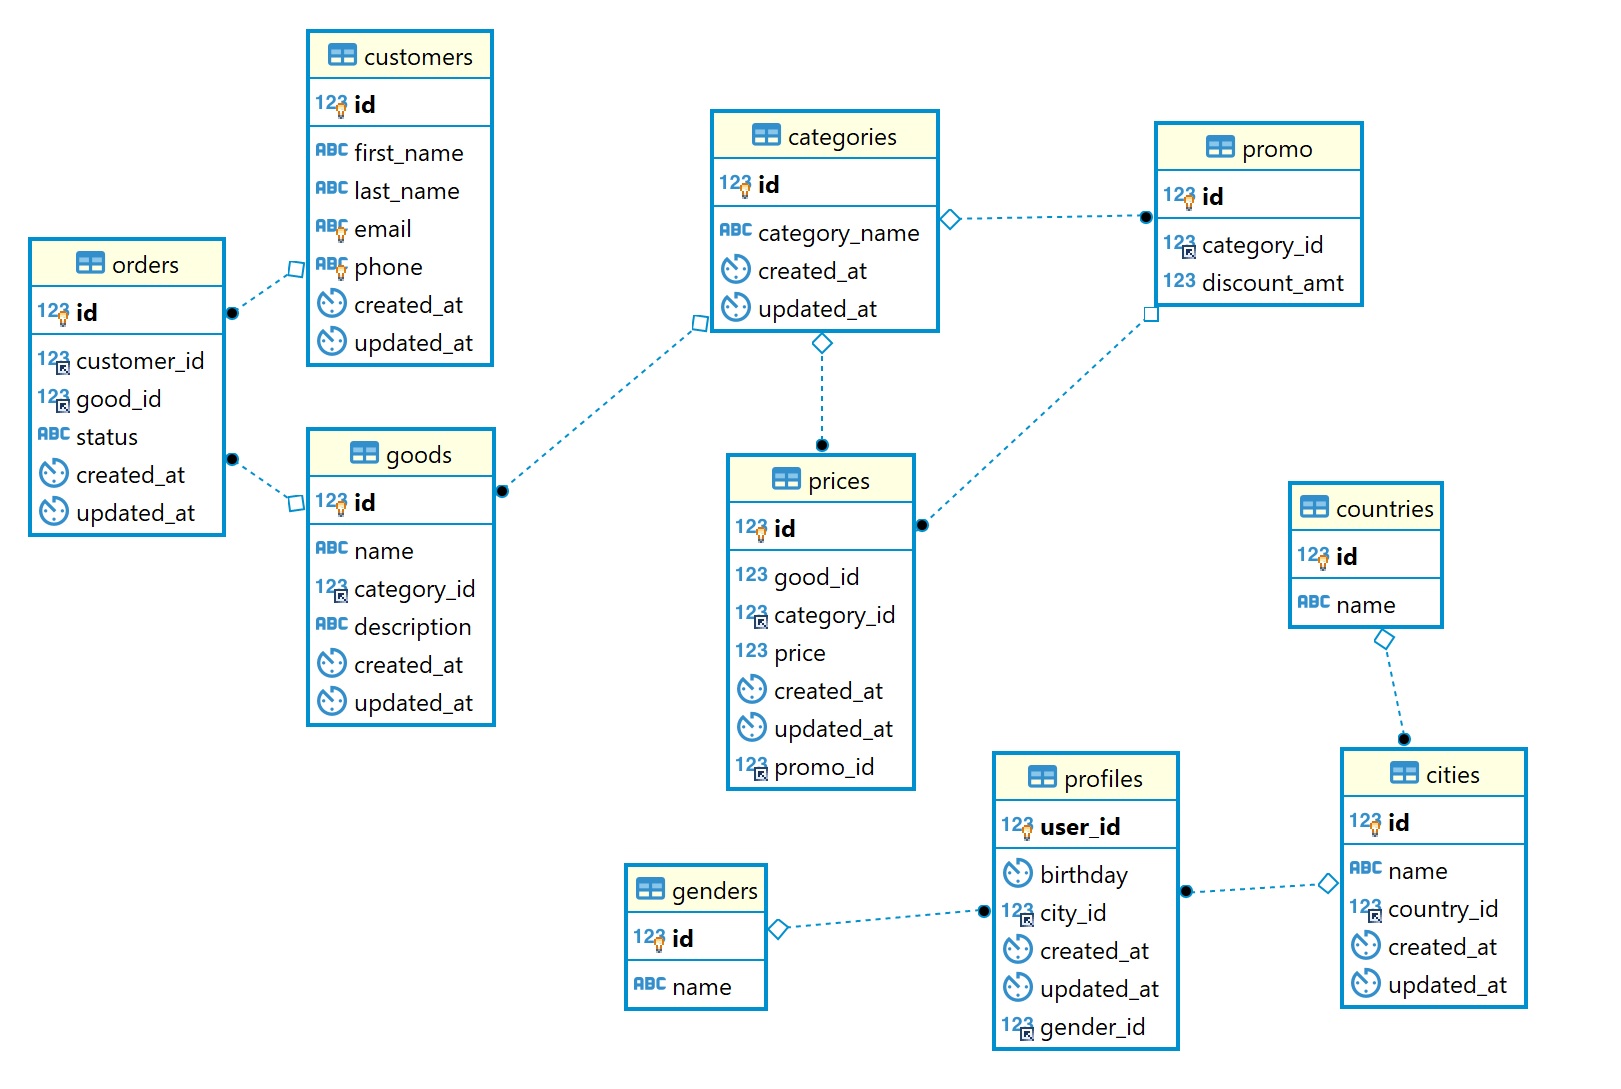 customers
123 id
ABC first_name
ABC last_name
ABC email
ABC phone
created_at
updated_at
orders
123 id
123 customer_id
123 good_id
ABC status
created_at
updated_at
goods
123 id
ABC name
123 category_id
ABC description
created_at
updated_at
categories
123 id
ABC category_name
created_at
updated_at
promo
123 id
123 category_id
123 discount_amt
prices
123 id
123 good_id
123 category_id
123 price
created_at
updated_at
123 promo_id
countries
123 id
ABC name
genders
123 id
ABC name
profiles
123 user_id
birthday
123 city_id
created_at
updated_at
123 gender_id
cities
123 id
ABC name
123 country_id
created_at
updated_at